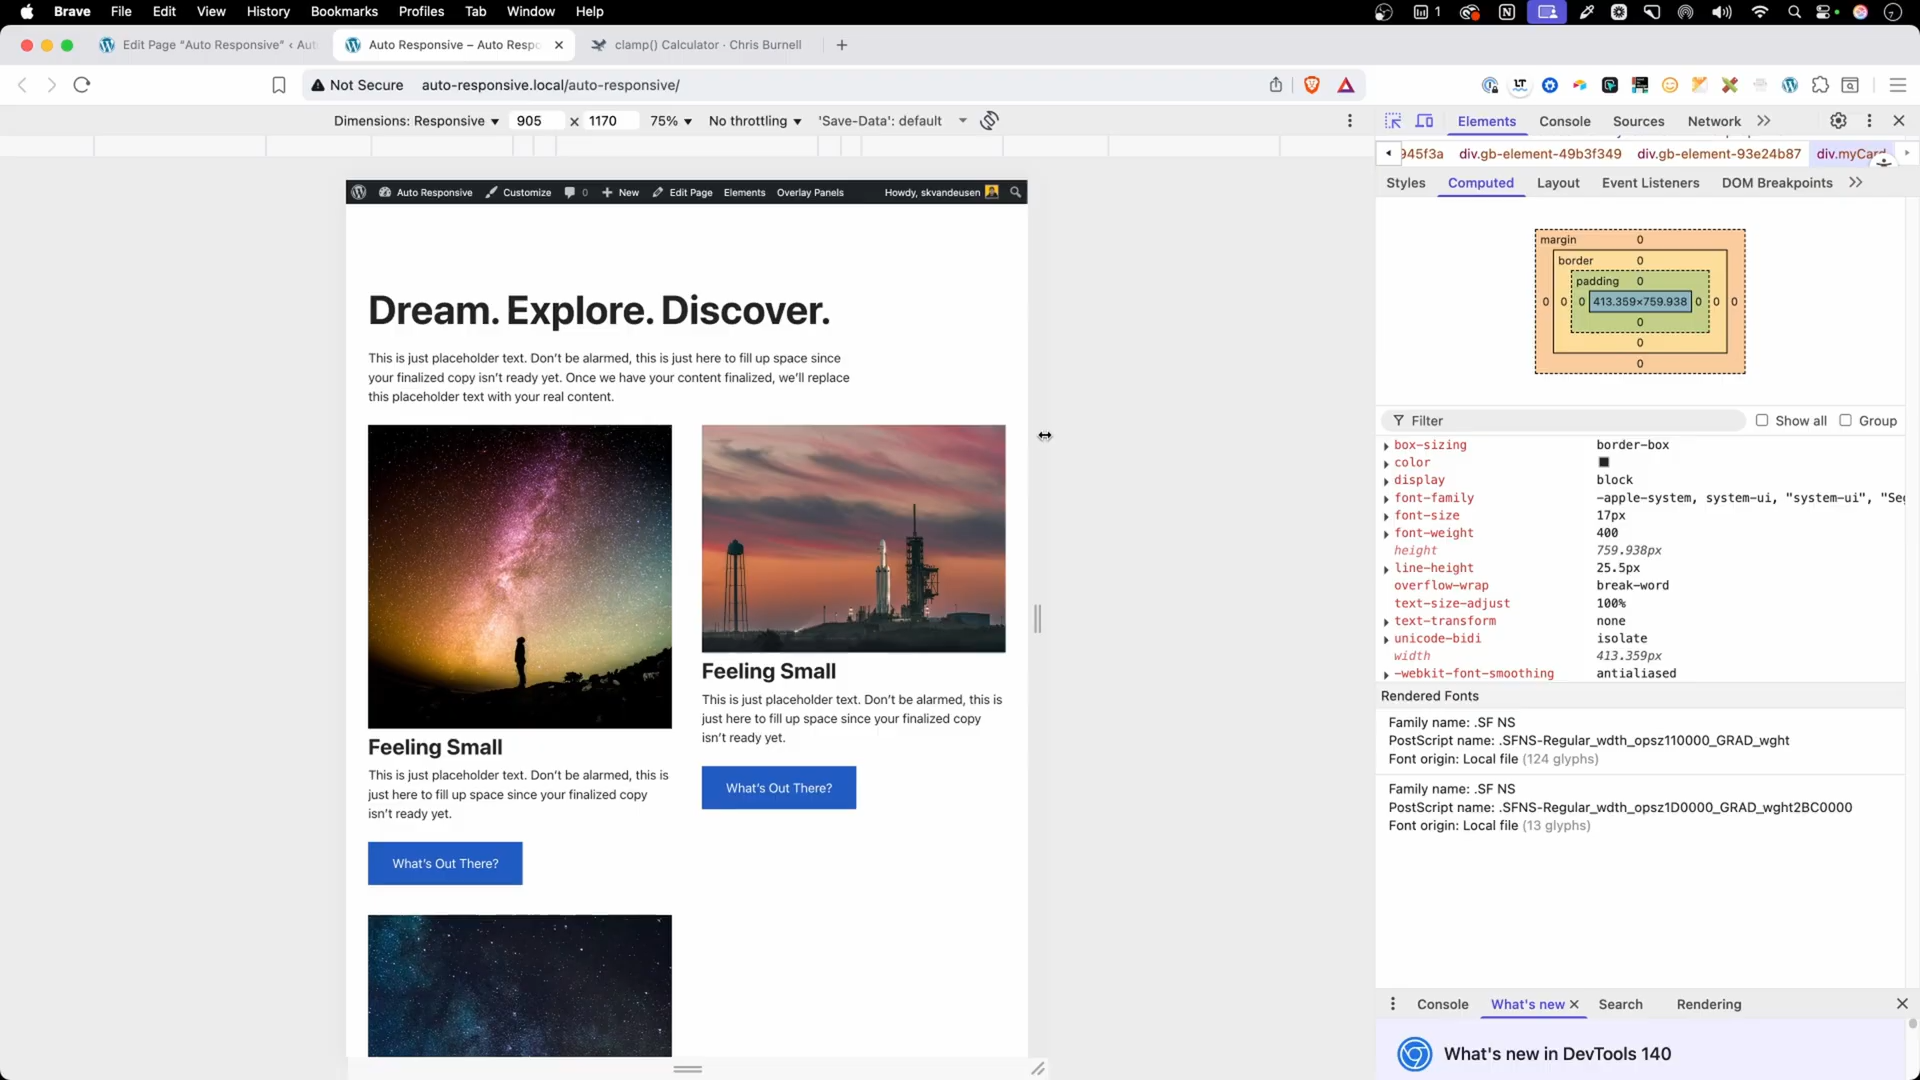 Brave File Edit View History Bookmarks Profiles Tab Window Help 1
Edit Page “Auto Responsive” ‹ Aut
Auto Responsive – Auto Respo
clamp() Calculator · Chris Burnell
Not Secure auto-responsive.local/auto-responsive/
Dimensions: Responsive 905 x 1170 75% No throttling 'Save-Data': default
Elements Console Sources Network
945f3a div.gb-element-49b3f349 div.gb-element-93e24b87 div.myCard
Styles Computed Layout Event Listeners DOM Breakpoints
Auto Responsive Customize 0 New Edit Page Elements Overlay Panels Howdy, skvandeusen
Dream. Explore. Discover.
This is just placeholder text. Don’t be alarmed, this is just here to fill up space since
your finalized copy isn’t ready yet. Once we have your content finalized, we’ll replace
this placeholder text with your real content.
Feeling Small
This is just placeholder text. Don’t be alarmed, this is
just here to fill up space since your finalized copy
isn’t ready yet.
What’s Out There?
Feeling Small
This is just placeholder text. Don’t be alarmed, this is
just here to fill up space since your finalized copy
isn’t ready yet.
What’s Out There?
margin 0
border 0
padding 0
0 0 0 413.359×759.938 0 0 0
0
0
0
Filter Show all Group
box-sizing border-box
color
display block
font-family -apple-system, system-ui, "system-ui", "Seg
font-size 17px
font-weight 400
height 759.938px
line-height 25.5px
overflow-wrap break-word
text-size-adjust 100%
text-transform none
unicode-bidi isolate
width 413.359px
-webkit-font-smoothing antialiased
Rendered Fonts
Family name: .SF NS
PostScript name: .SFNS-Regular_wdth_opsz110000_GRAD_wght
Font origin: Local file (124 glyphs)
Family name: .SF NS
PostScript name: .SFNS-Regular_wdth_opsz1D0000_GRAD_wght2BC0000
Font origin: Local file (13 glyphs)
Console What's new Search Rendering
What's new in DevTools 140